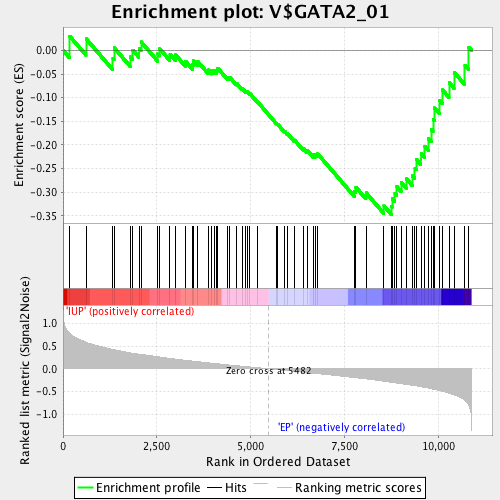 Enrichment plot: V$GATA2_01
Enrichment score (ES)
0.00
-0.05
-0.10
-0.15
-0.20
-0.25
-0.30
-0.35
'IUP' (positively correlated)
Ranked list metric (Signal2Noise)
1.0
0.5
0.0
-0.5
-1.0
Zero cross at 5482
'EP' (negatively correlated)
0
2,500
5,000
7,500
10,000
Rank in Ordered Dataset
Enrichment profile
Hits
Ranking metric scores